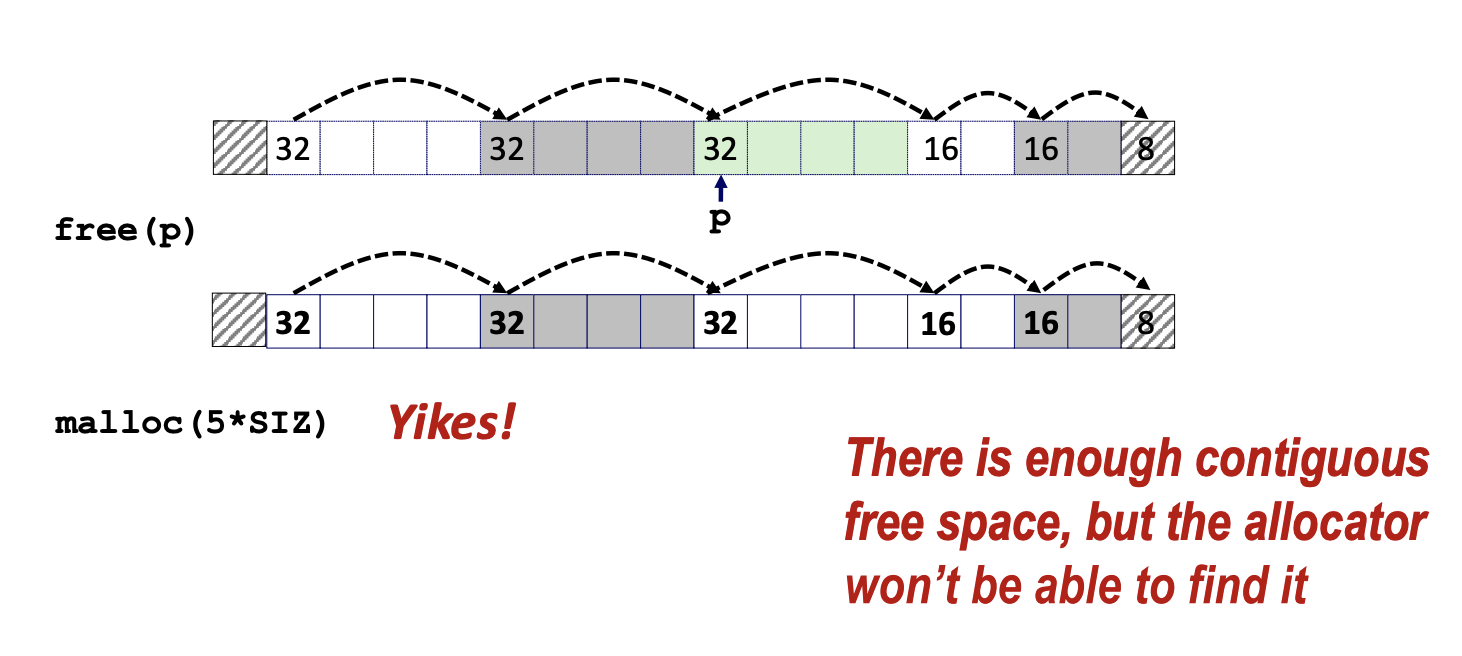 32 32 32 16 16 8
p
free(p)
32 32 32 16 16 8
malloc(5*SIZ) Yikes!
There is enough contiguous
free space, but the allocator
won’t be able to find it